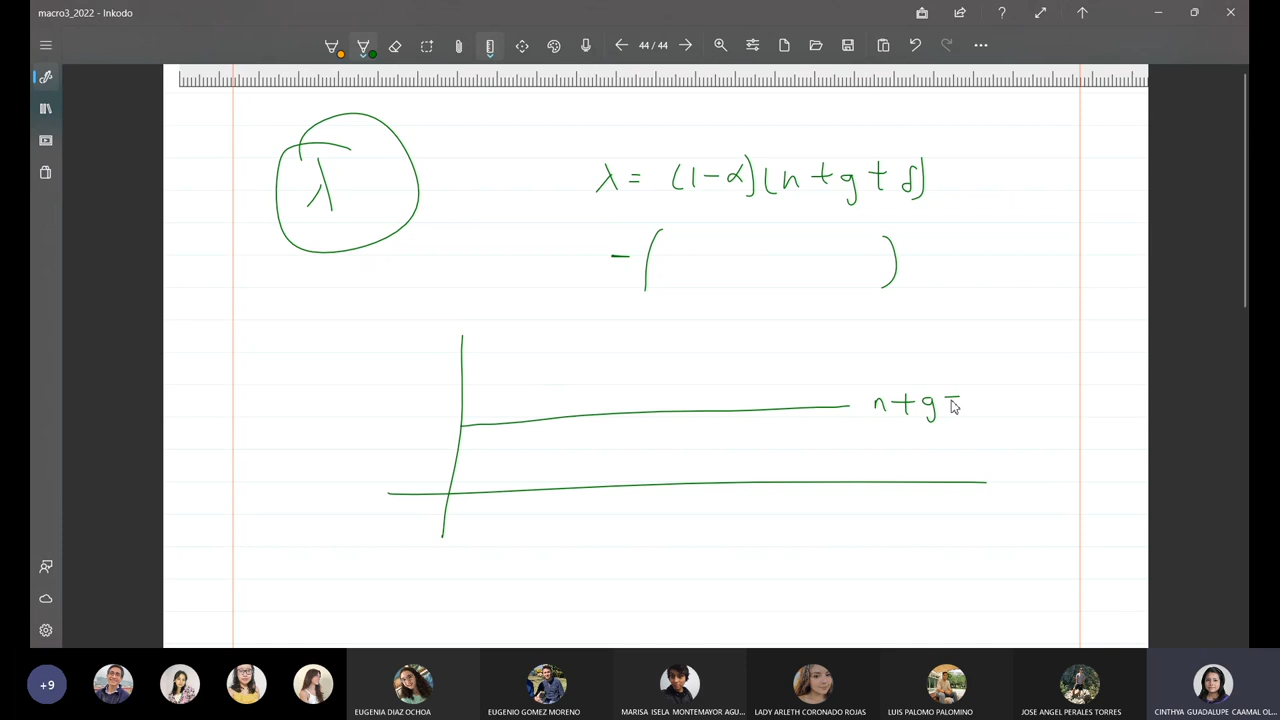 macro3_2022 - Inkodo
44 / 44
λ
λ = (1-α)(n+g+δ)
- ( )
n+g
+9
EUGENIA DIAZ OCHOA
EUGENIO GOMEZ MORENO
MARISA ISELA MONTEMAYOR AGU...
LADY ARLETH CORONADO ROJAS
LUIS PALOMO PALOMINO
JOSE ANGEL PERALES TORRES
CINTHYA GUADALUPE CAAMAL OL...